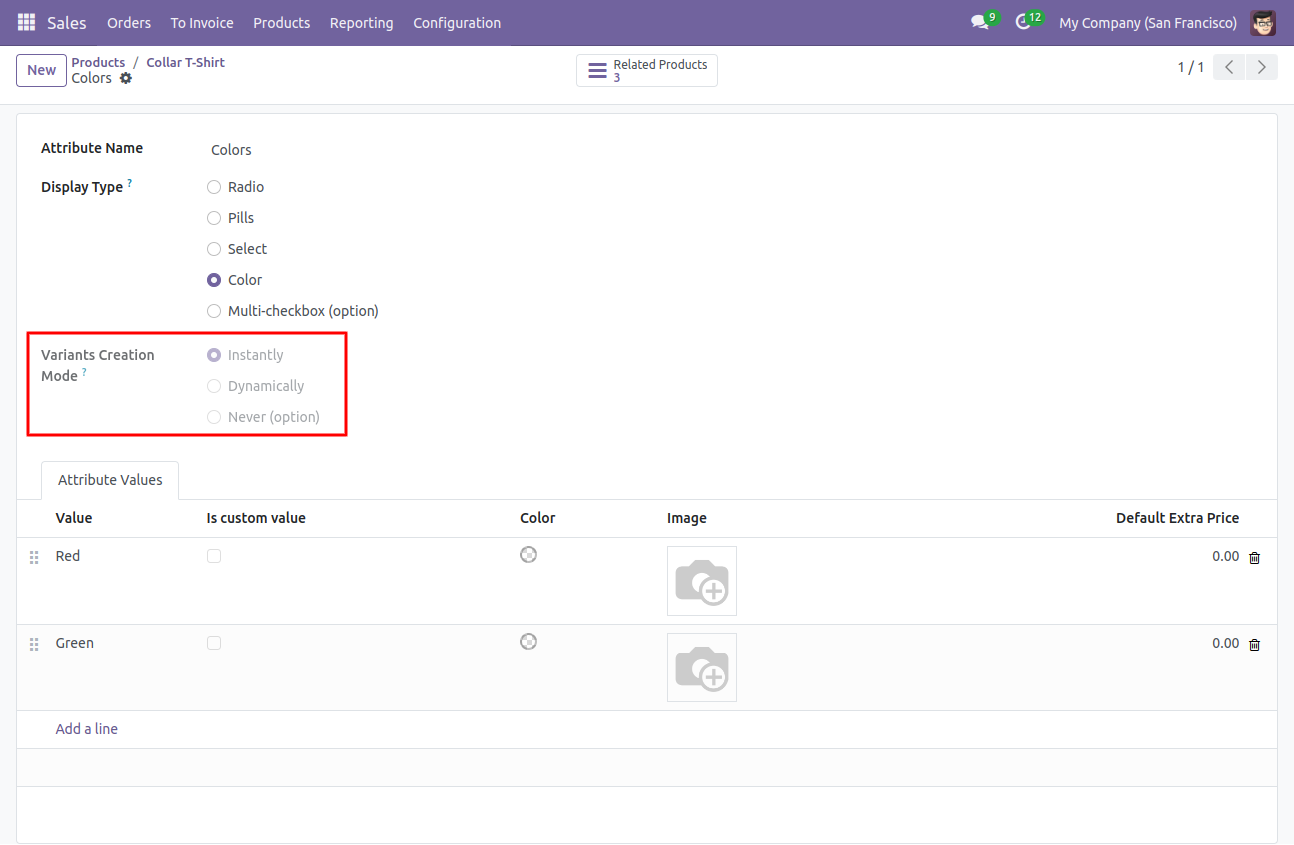 Sales Orders To Invoice Products Reporting Configuration 9 12 My Company (San Francisco)
New Products / Collar T-Shirt Related Products 1 / 1
Colors 3
Attribute Name Colors
Display Type ? Radio
Pills
Select
Color
Multi-checkbox (option)
Variants Creation Instantly
Mode ? Dynamically
Never (option)
Attribute Values
Value Is custom value Color Image Default Extra Price
Red 0.00
Green 0.00
Add a line